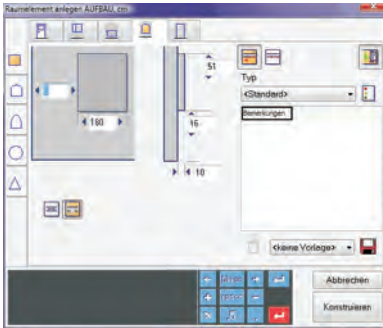 Raumelement anlegen AUFBAU, cm
51
Typ
<Standard>
Bemerkungen
180
16
10
<keine Vorlage>
Abbrechen
Konstruieren